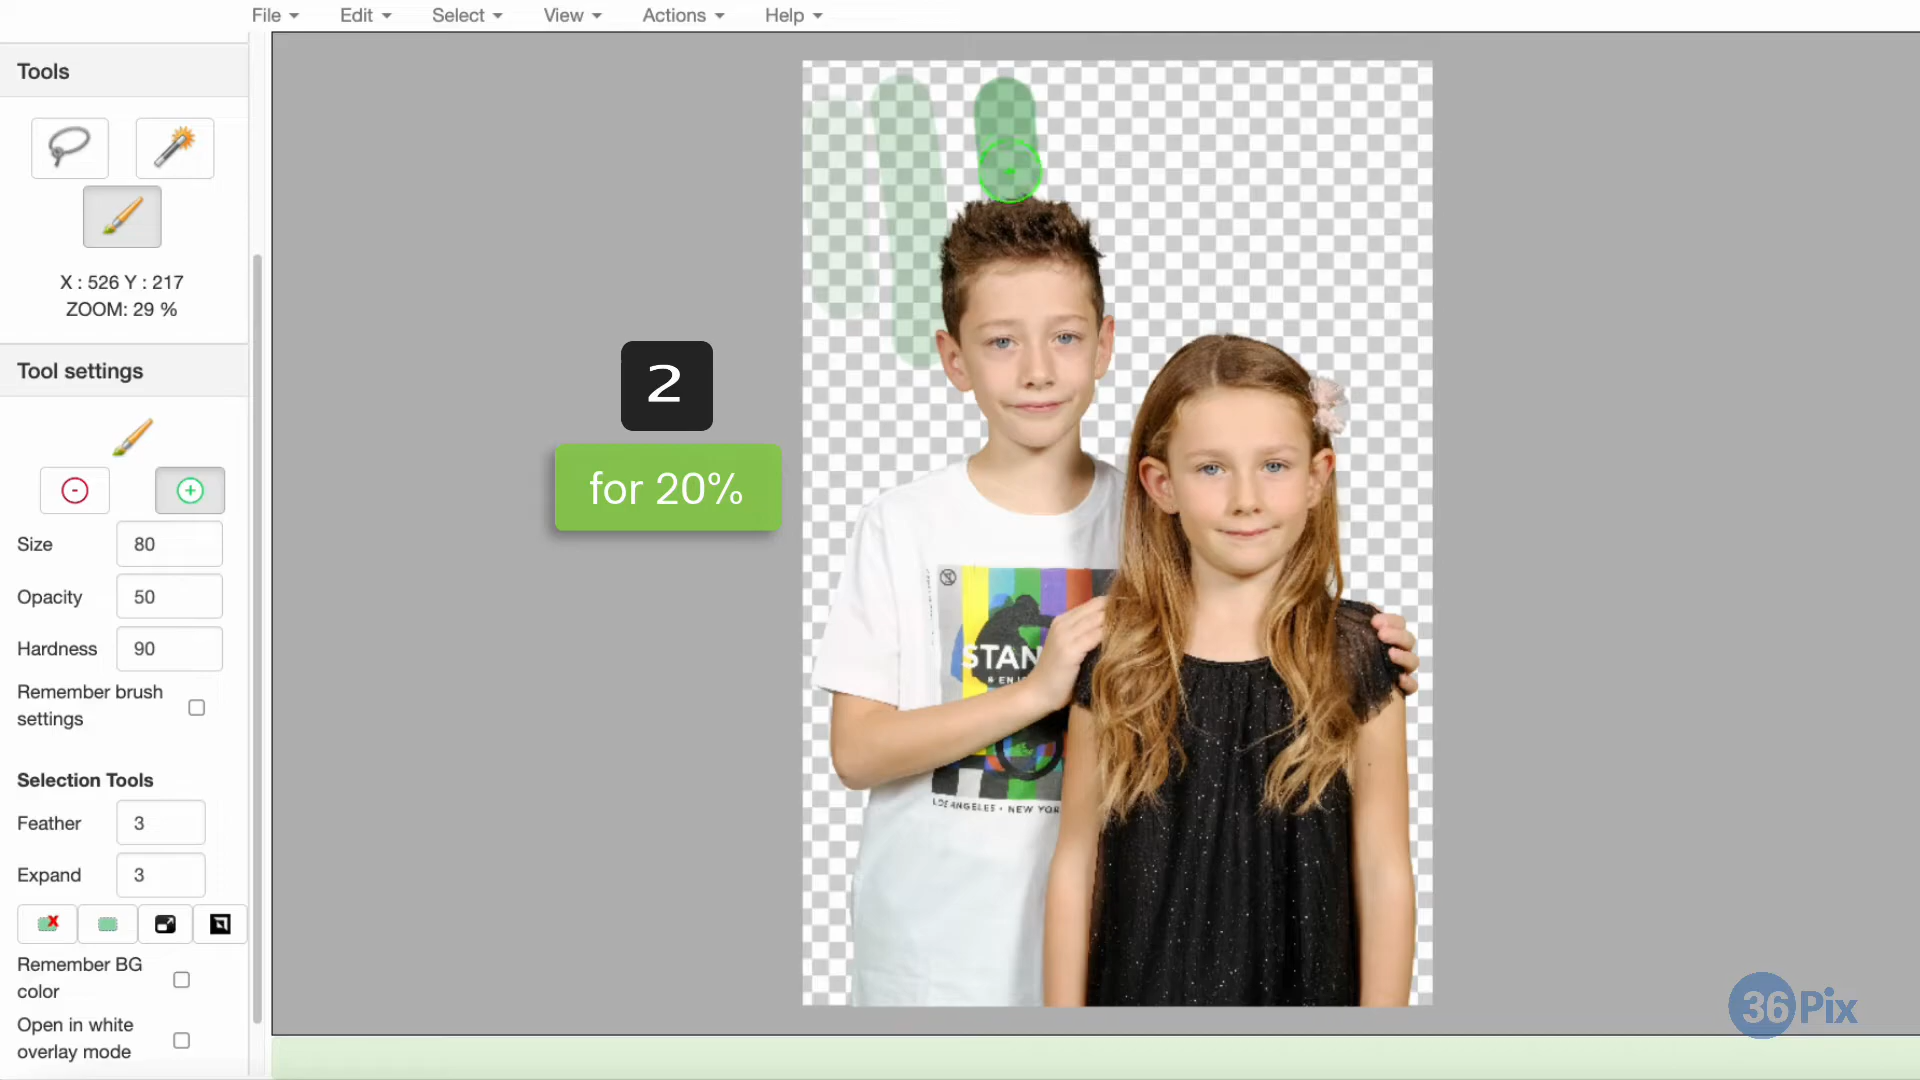 File
Edit
Select
View
Actions
Help
Tools
X : 526 Y : 217
ZOOM: 29 %
Tool settings
-
+
Size
80
Opacity
50
Hardness
90
Remember brush
settings
Selection Tools
Feather
3
Expand
3
Remember BG
color
Open in white
overlay mode
2
for 20%
STAN
& ENJ
LOS ANGELES • NEW YOR
36Pix